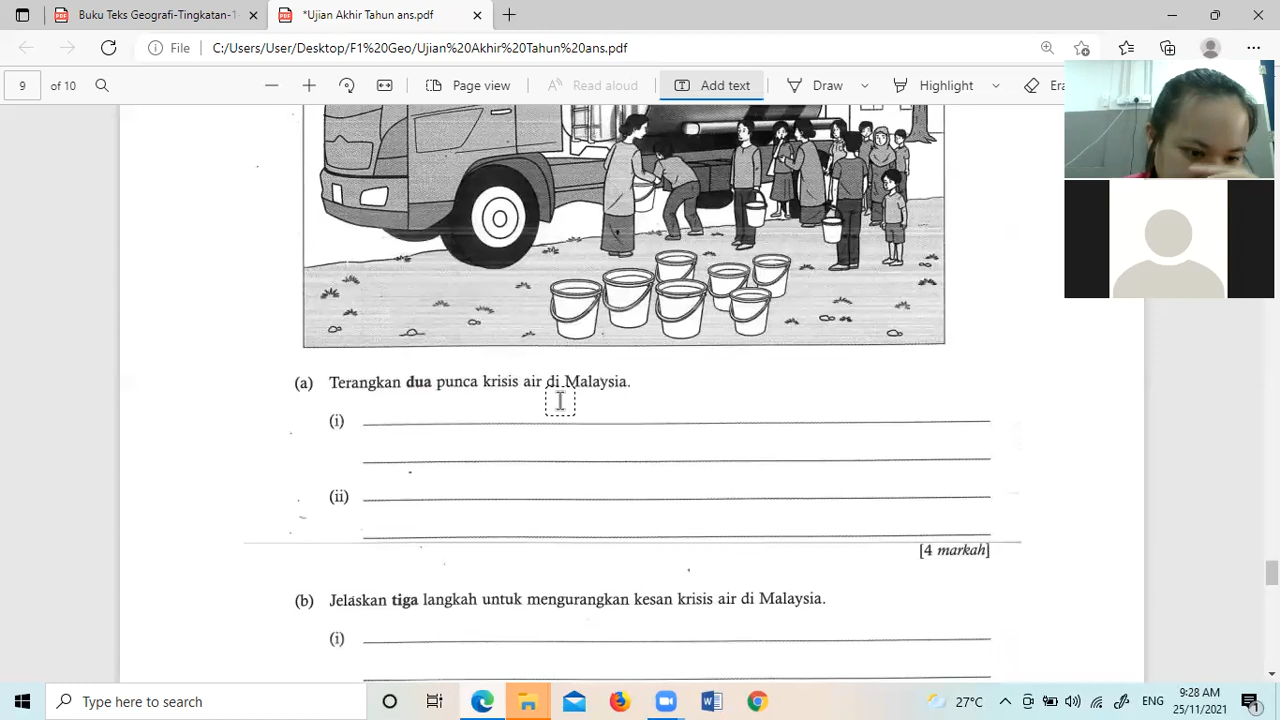 Buku Teks Geografi-Tingkatan-1
*Ujian Akhir Tahun ans.pdf
File
C:/Users/User/Desktop/F1%20Geo/Ujian%20Akhir%20Tahun%20ans.pdf
9 of 10
Page view
Read aloud
Add text
Draw
Highlight
Era
(a) Terangkan dua punca krisis air di Malaysia.
(i)
(ii)
[4 markah]
(b) Jelaskan tiga langkah untuk mengurangkan kesan krisis air di Malaysia.
(i)
Type here to search
27°C
ENG
9:28 AM
25/11/2021
1